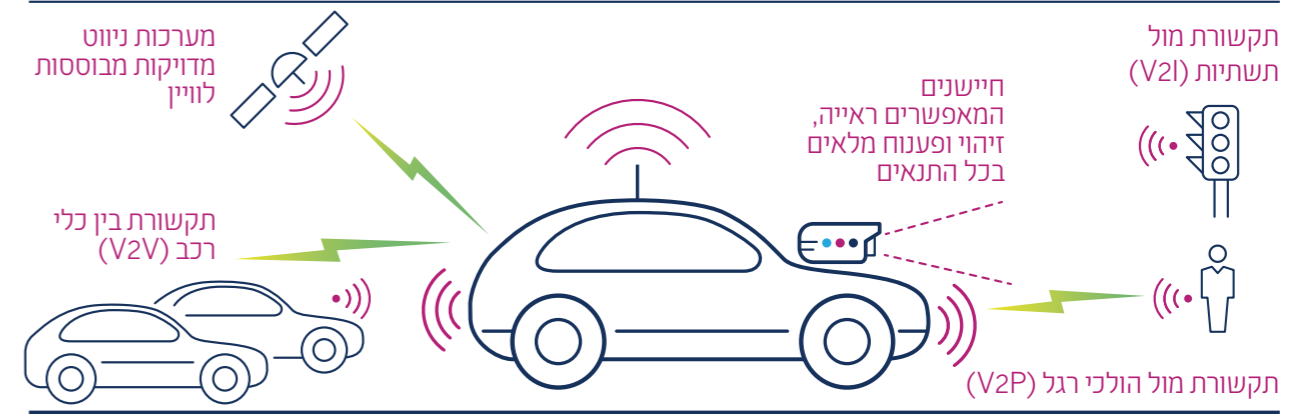 תקשורת מול
תשתיות (V2I)
מערכות ניווט
מדויקות מבוססות
לוויין
חיישנים
המאפשרים ראייה,
זיהוי ופענוח מלאים
בכל התנאים
תקשורת בין כלי
רכב (V2V)
תקשורת מול הולכי רגל (V2P)